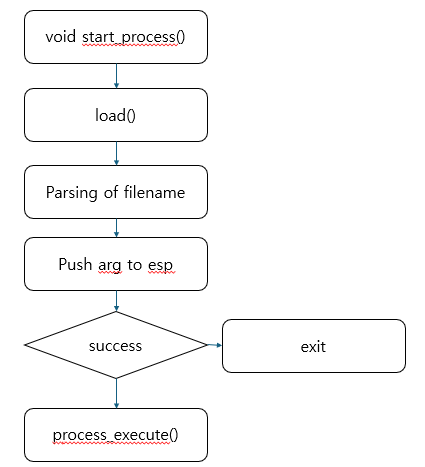 void start_process()
load()
Parsing of filename
Push arg to esp
success
exit
process_execute()